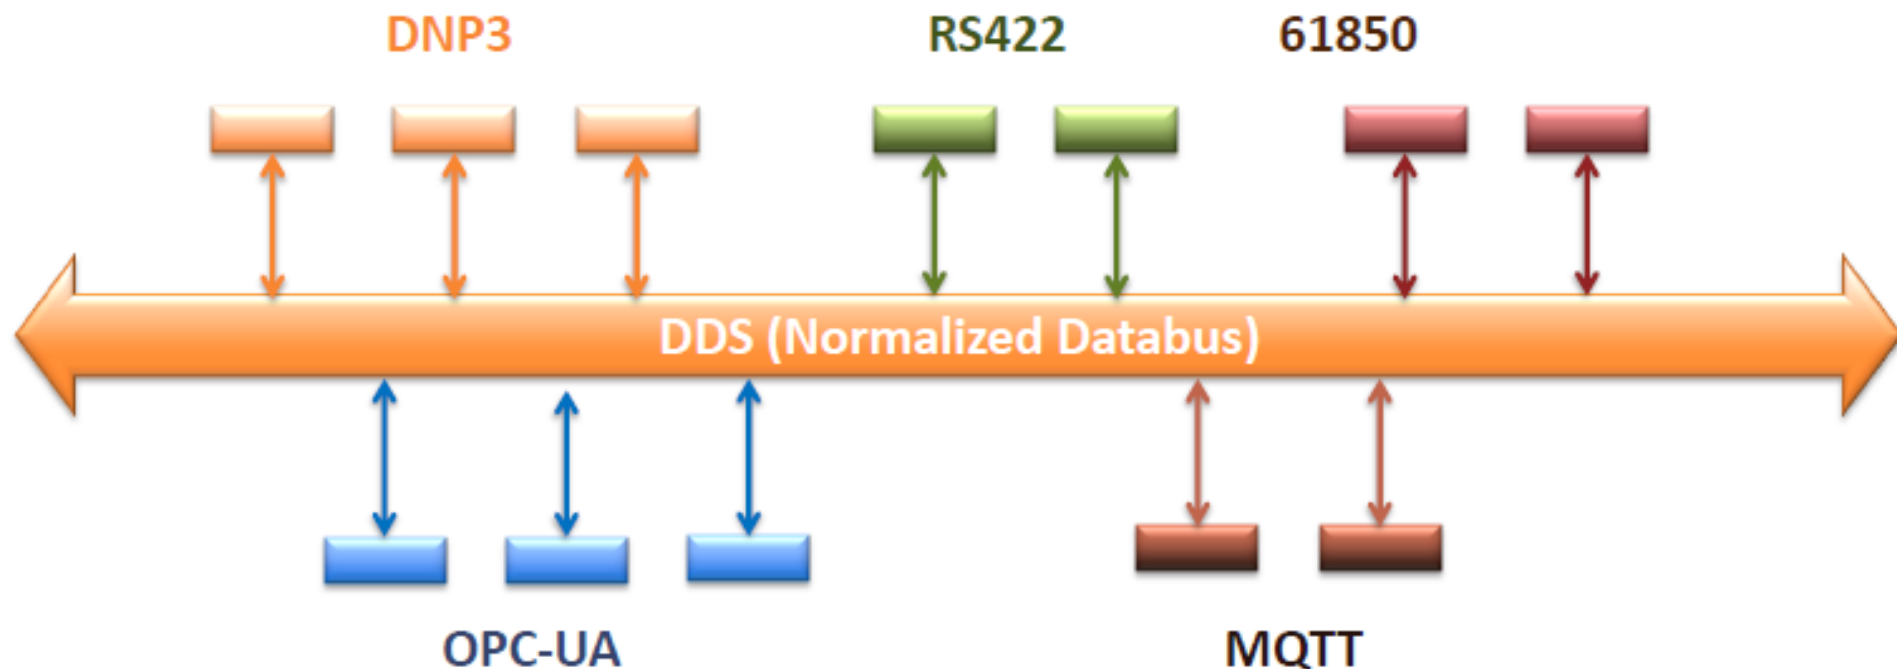 DNP3
RS422
61850
DDS (Normalized Databus)
OPC-UA
MQTT